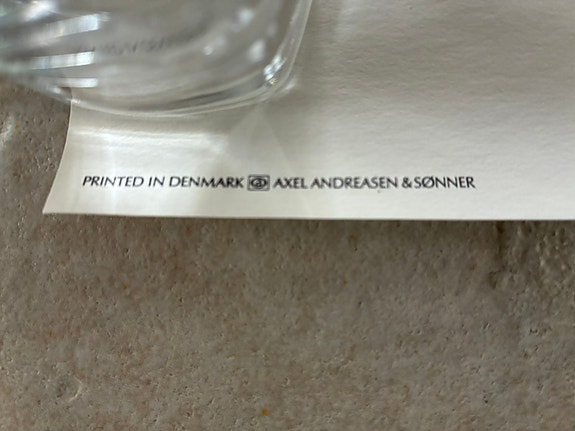 PRINTED IN DENMARK AXEL ANDREASEN & SØNNER